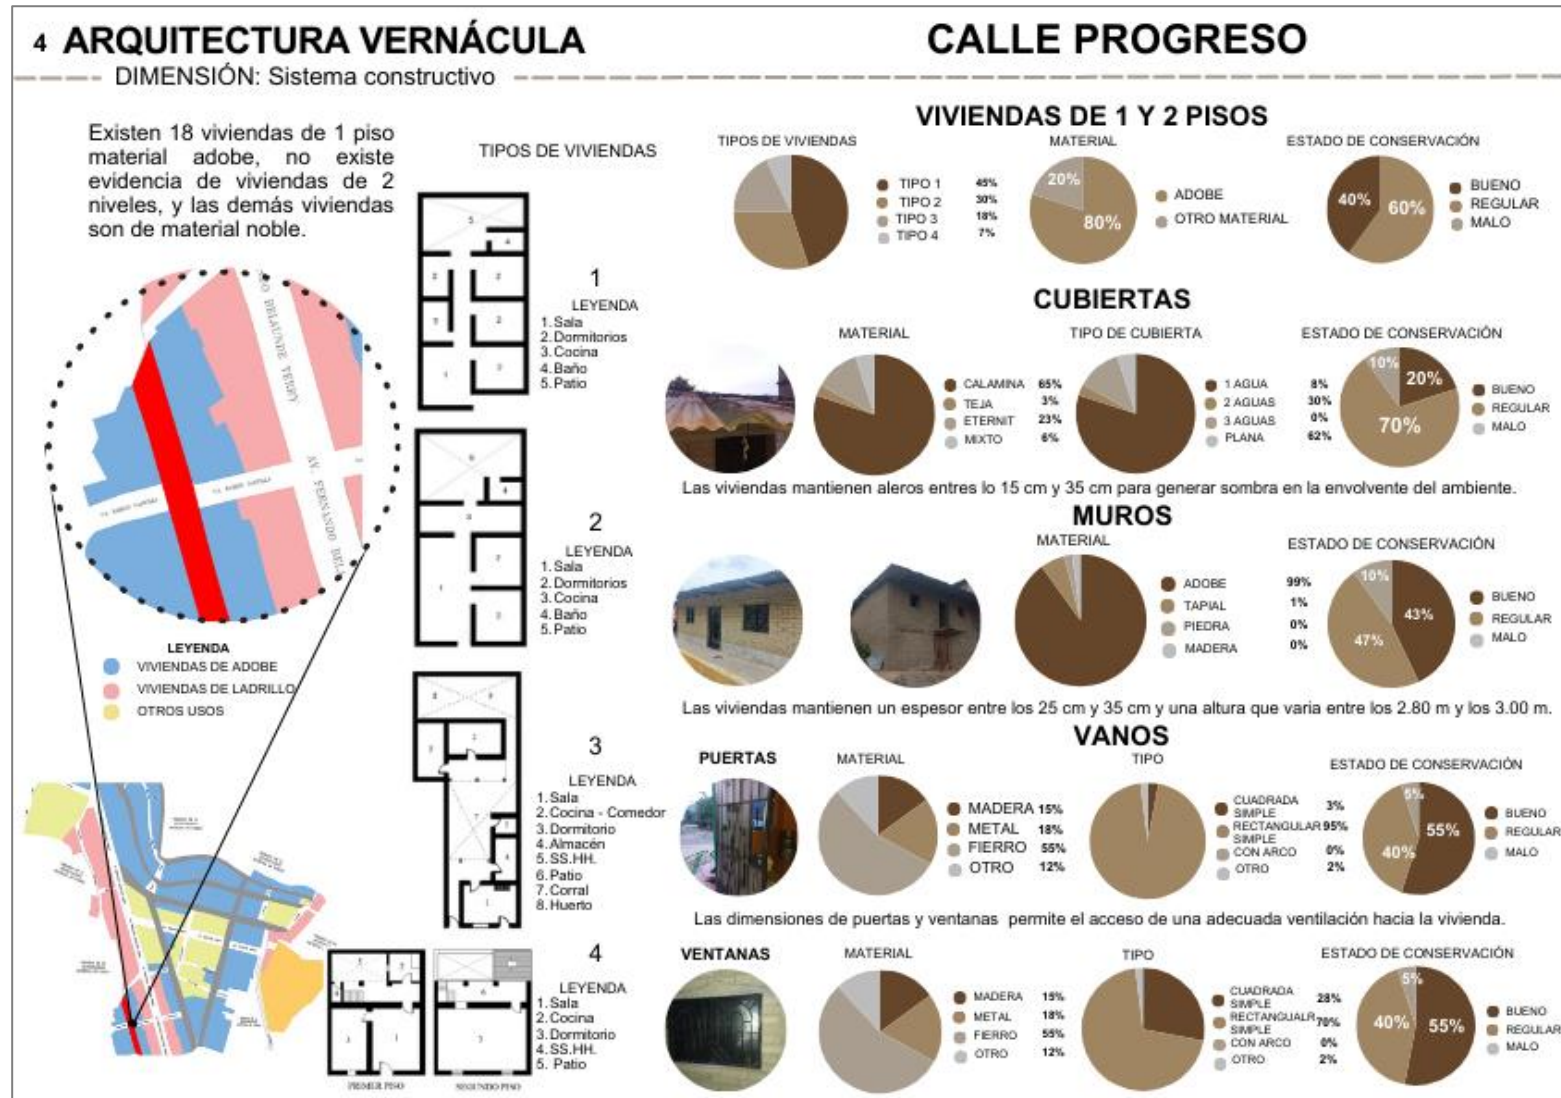 4 ARQUITECTURA VERNÁCULA
DIMENSIÓN: Sistema constructivo
CALLE PROGRESO
Existen 18 viviendas de 1 piso
material adobe, no existe
evidencia de viviendas de 2
niveles, y las demás viviendas
son de material noble.
AV. FERNANDO BELA
LEYENDA
VIVIENDAS DE ADOBE
VIVIENDAS DE LADRILLO
OTROS USOS
TIPOS DE VIVIENDAS
1
LEYENDA
1. Sala
2. Dormitorios
3. Cocina
4. Baño
5. Patio
2
LEYENDA
1. Sala
2. Dormitorios
3. Cocina
4. Baño
5. Patio
3
LEYENDA
1. Sala
2. Cocina - Comedor
3. Dormitorio
4. Almacén
5. SS.HH.
6. Patio
7. Corral
8. Huerto
4
LEYENDA
1. Sala
2. Cocina
3. Dormitorio
4. SS.HH.
5. Patio
PRIMER PISO
SEGUNDO PISO
VIVIENDAS DE 1 Y 2 PISOS
TIPOS DE VIVIENDAS
TIPO 1 45%
TIPO 2 30%
TIPO 3 18%
TIPO 4 7%
MATERIAL
20%
80%
ADOBE
OTRO MATERIAL
ESTADO DE CONSERVACIÓN
40%
60%
BUENO
REGULAR
MALO
CUBIERTAS
MATERIAL
CALAMINA 65%
TEJA 3%
ETERNIT 23%
MIXTO 6%
TIPO DE CUBIERTA
1 AGUA 8%
2 AGUAS 30%
3 AGUAS 0%
PLANA 62%
ESTADO DE CONSERVACIÓN
10%
20%
70%
BUENO
REGULAR
MALO
Las viviendas mantienen aleros entres lo 15 cm y 35 cm para generar sombra en la envolvente del ambiente.
MUROS
MATERIAL
ADOBE 99%
TAPIAL 1%
PIEDRA 0%
MADERA 0%
ESTADO DE CONSERVACIÓN
10%
43%
47%
BUENO
REGULAR
MALO
Las viviendas mantienen un espesor entre los 25 cm y 35 cm y una altura que varia entre los 2.80 m y los 3.00 m.
VANOS
PUERTAS
MATERIAL
MADERA 15%
METAL 18%
FIERRO 55%
OTRO 12%
TIPO
CUADRADA
SIMPLE 3%
RECTANGULAR 95%
SIMPLE
CON ARCO 0%
OTRO 2%
ESTADO DE CONSERVACIÓN
5%
55%
40%
BUENO
REGULAR
MALO
Las dimensiones de puertas y ventanas permite el acceso de una adecuada ventilación hacia la vivienda.
VENTANAS
MATERIAL
MADERA 15%
METAL 18%
FIERRO 55%
OTRO 12%
TIPO
CUADRADA
SIMPLE 28%
RECTANGUALR 70%
SIMPLE
CON ARCO 0%
OTRO 2%
ESTADO DE CONSERVACIÓN
5%
40%
55%
BUENO
REGULAR
MALO